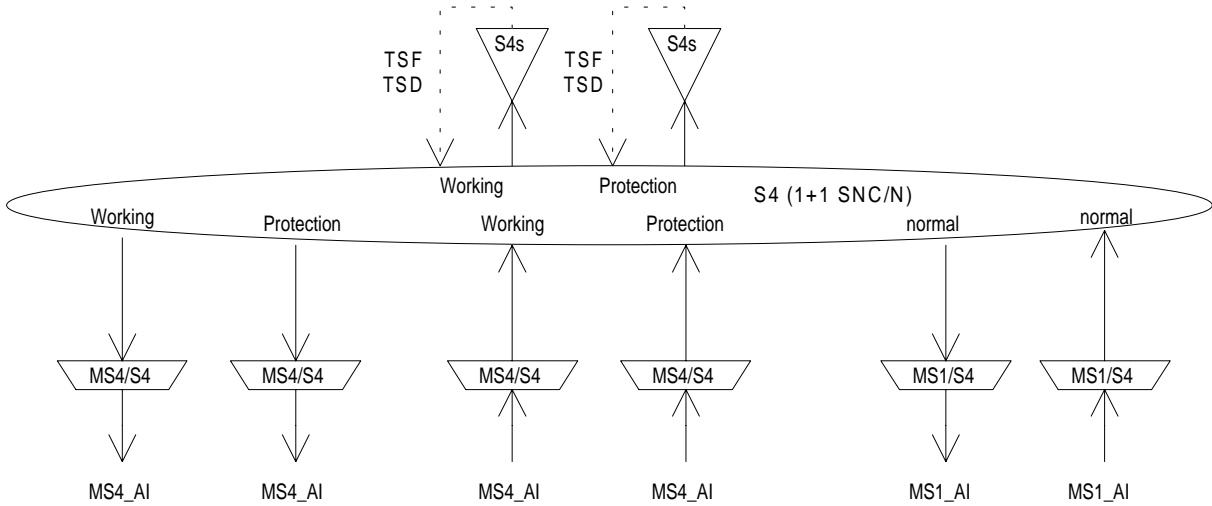 S4s
S4s
TSF
TSD
TSF
TSD
Working
Protection
S4 (1+1 SNC/N)
Working
Protection
Working
Protection
normal
normal
MS4/S4
MS4/S4
MS4/S4
MS4/S4
MS1/S4
MS1/S4
MS4_AI
MS4_AI
MS4_AI
MS4_AI
MS1_AI
MS1_AI